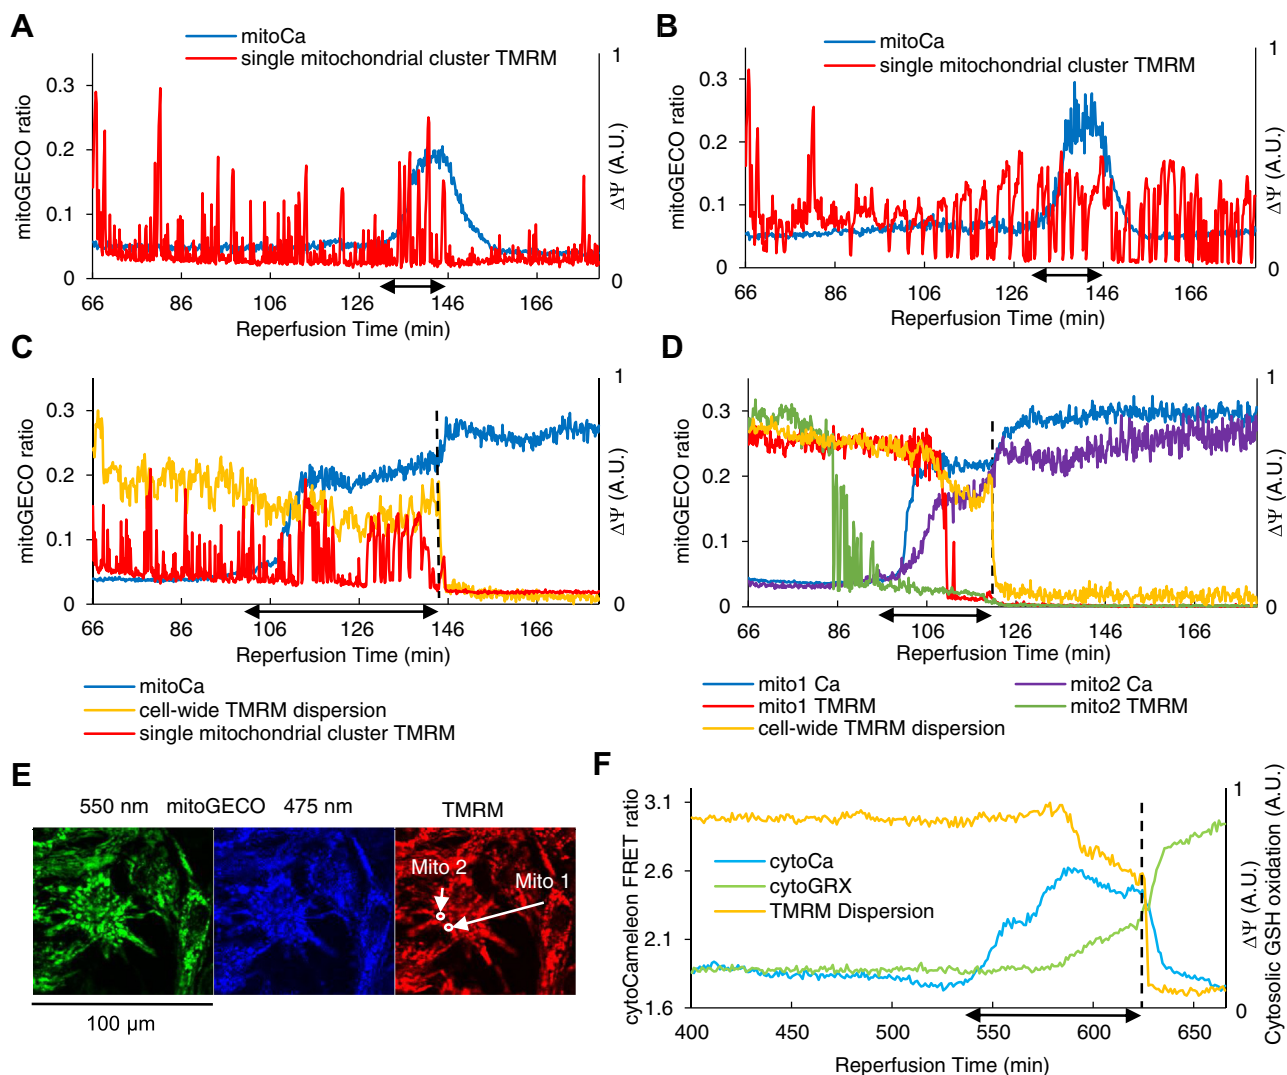 A
mitoCa
single mitochondrial cluster TMRM
mitoGECO ratio
0.3
0.2
0.1
0
1
0
ΔΨ (A.U.)
66 86 106 126 146 166
Reperfusion Time (min)
B
mitoCa
single mitochondrial cluster TMRM
mitoGECO ratio
0.3
0.2
0.1
0
1
0
ΔΨ (A.U.)
66 86 106 126 146 166
Reperfusion Time (min)
C
mitoGECO ratio
0.3
0.2
0.1
0
1
0
ΔΨ (A.U.)
66 86 106 126 146 166
Reperfusion Time (min)
mitoCa
cell-wide TMRM dispersion
single mitochondrial cluster TMRM
D
mitoGECO ratio
0.3
0.2
0.1
0
1
0
ΔΨ (A.U.)
66 86 106 126 146 166
Reperfusion Time (min)
mito1 Ca
mito2 Ca
mito1 TMRM
mito2 TMRM
cell-wide TMRM dispersion
E
550 nm mitoGECO 475 nm
TMRM
Mito 2
Mito 1
100 µm
F
cytoCameleon FRET ratio
3.1
2.6
2.1
1.6
cytoCa
cytoGRX
TMRM Dispersion
1
0
ΔΨ (A.U.)
Cytosolic GSH oxidation (A.U.)
400 450 500 550 600 650
Reperfusion Time (min)